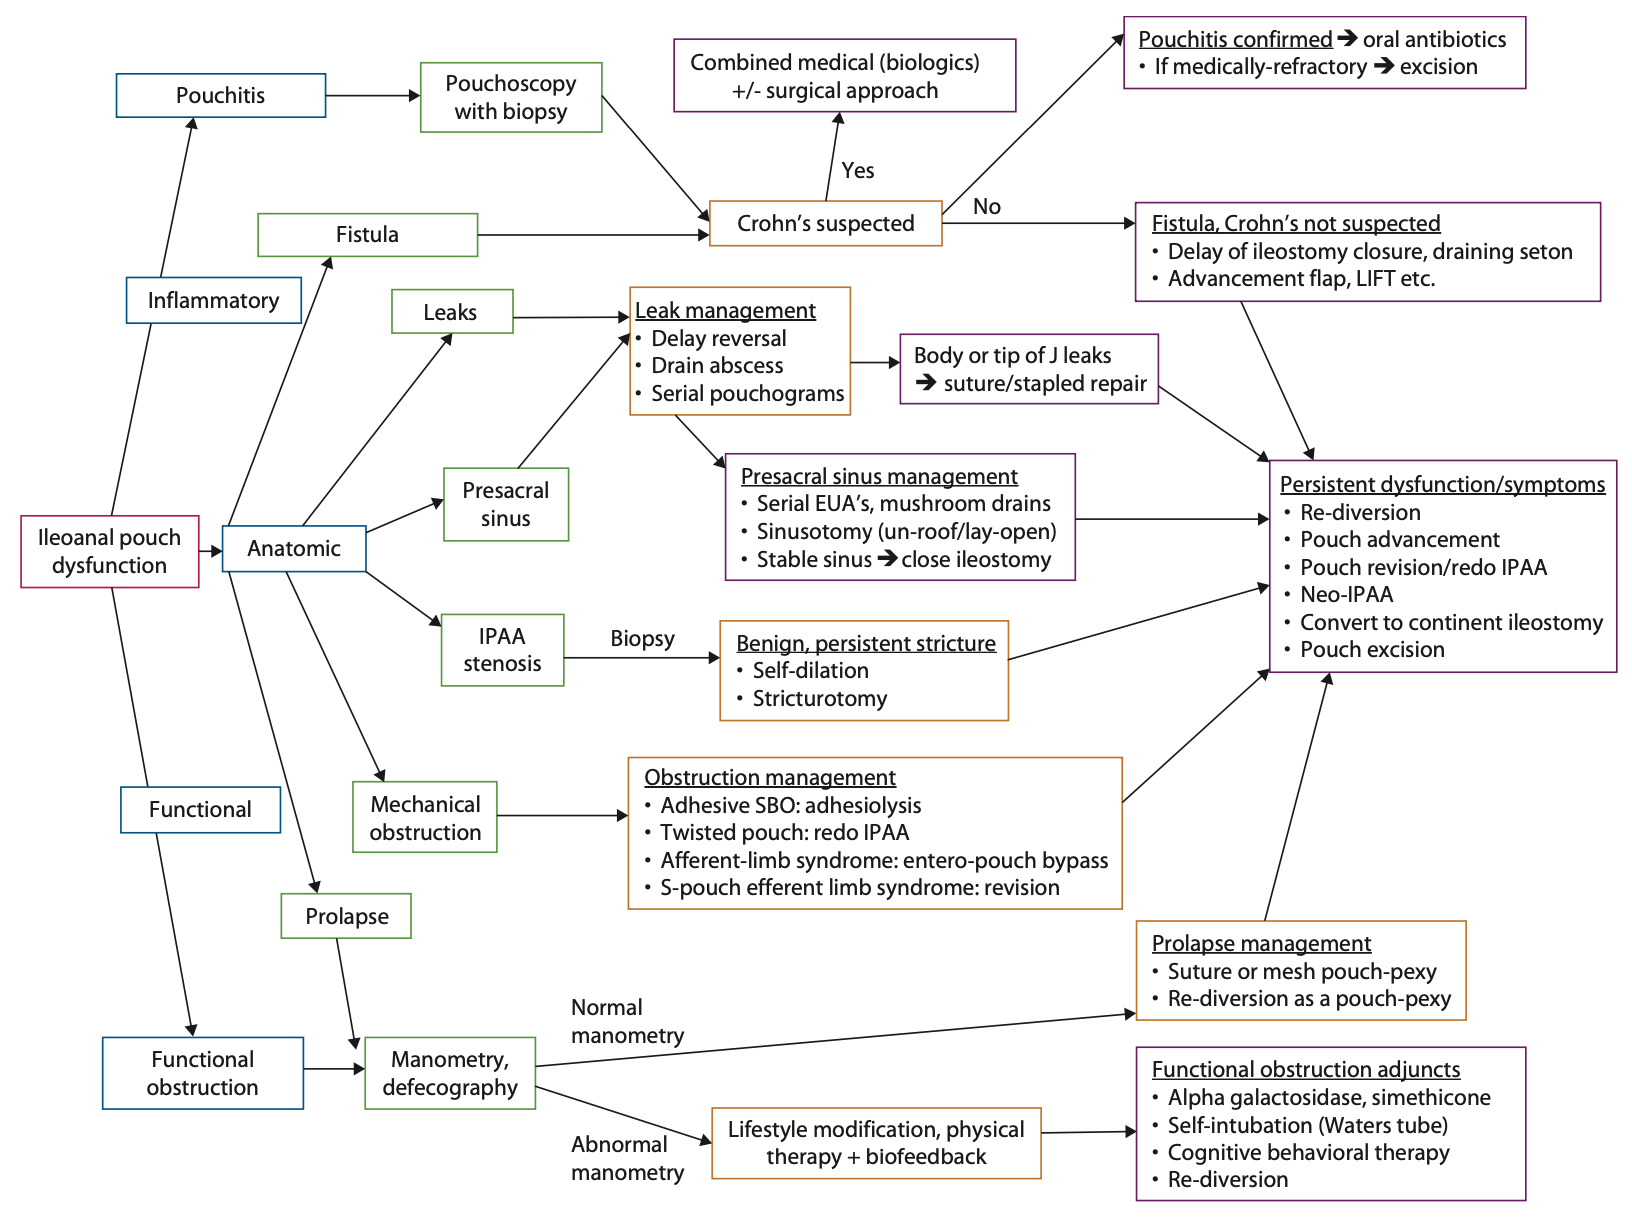 Pouchitis
Pouchoscopy
with biopsy
Combined medical (biologics)
+/- surgical approach
Pouchitis confirmed ➔ oral antibiotics
• If medically-refractory ➔ excision
Yes
Fistula
Crohn’s suspected
No
Fistula, Crohn’s not suspected
• Delay of ileostomy closure, draining seton
• Advancement flap, LIFT etc.
Inflammatory
Leaks
Leak management
• Delay reversal
• Drain abscess
• Serial pouchograms
Body or tip of J leaks
➔ suture/stapled repair
Presacral
sinus
Presacral sinus management
• Serial EUA’s, mushroom drains
• Sinusotomy (un-roof/lay-open)
• Stable sinus ➔ close ileostomy
Persistent dysfunction/symptoms
• Re-diversion
• Pouch advancement
• Pouch revision/redo IPAA
• Neo-IPAA
• Convert to continent ileostomy
• Pouch excision
Ileoanal pouch
dysfunction
Anatomic
IPAA
stenosis
Biopsy
Benign, persistent stricture
• Self-dilation
• Stricturotomy
Functional
Mechanical
obstruction
Obstruction management
• Adhesive SBO: adhesiolysis
• Twisted pouch: redo IPAA
• Afferent-limb syndrome: entero-pouch bypass
• S-pouch efferent limb syndrome: revision
Prolapse
Prolapse management
• Suture or mesh pouch-pexy
• Re-diversion as a pouch-pexy
Normal
manometry
Functional
obstruction
Manometry,
defecography
Abnormal
manometry
Lifestyle modification, physical
therapy + biofeedback
Functional obstruction adjuncts
• Alpha galactosidase, simethicone
• Self-intubation (Waters tube)
• Cognitive behavioral therapy
• Re-diversion